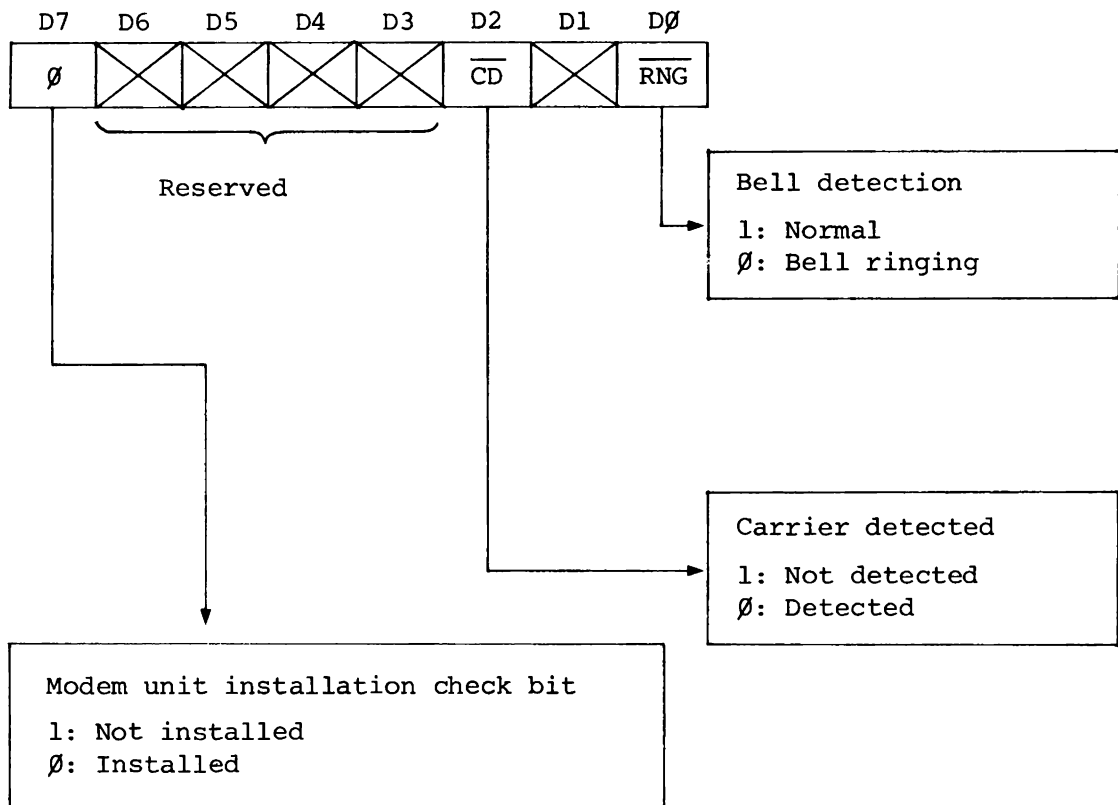 D7 D6 D5 D4 D3 D2 D1 DØ
Ø CD RNG
Reserved
Bell detection
1: Normal
Ø: Bell ringing
Carrier detected
1: Not detected
Ø: Detected
Modem unit installation check bit
1: Not installed
Ø: Installed